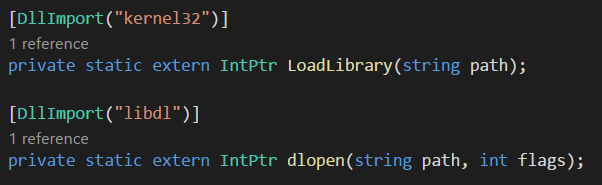 [DllImport("kernel32")]
1 reference
private static extern IntPtr LoadLibrary(string path);
[DllImport("libdl")]
1 reference
private static extern IntPtr dlopen(string path, int flags);